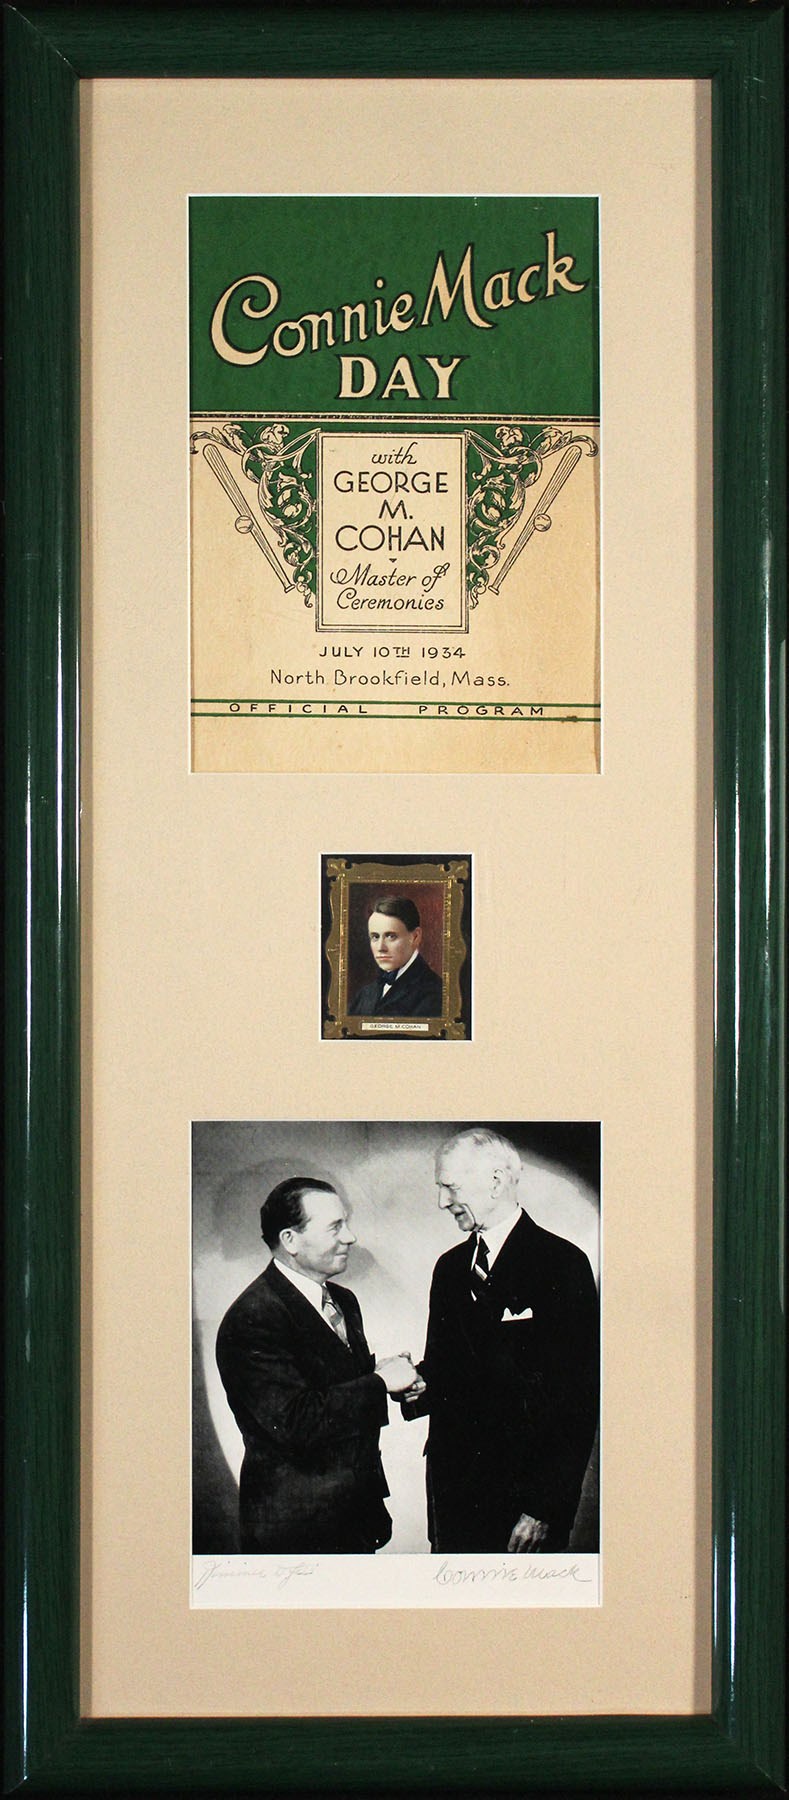 Connie Mack
DAY
with
GEORGE
M.
COHAN
Master of
Ceremonies
JULY 10TH 1934
North Brookfield, Mass.
OFFICIAL PROGRAM
GEORGE M. COHAN
Connie Mack